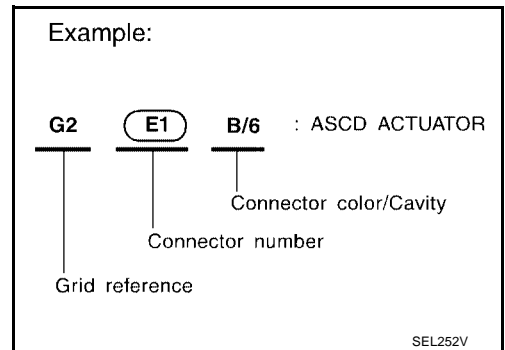 Example:
G2 E1 B/6 : ASCD ACTUATOR
Connector color/Cavity
Connector number
Grid reference
SEL252V